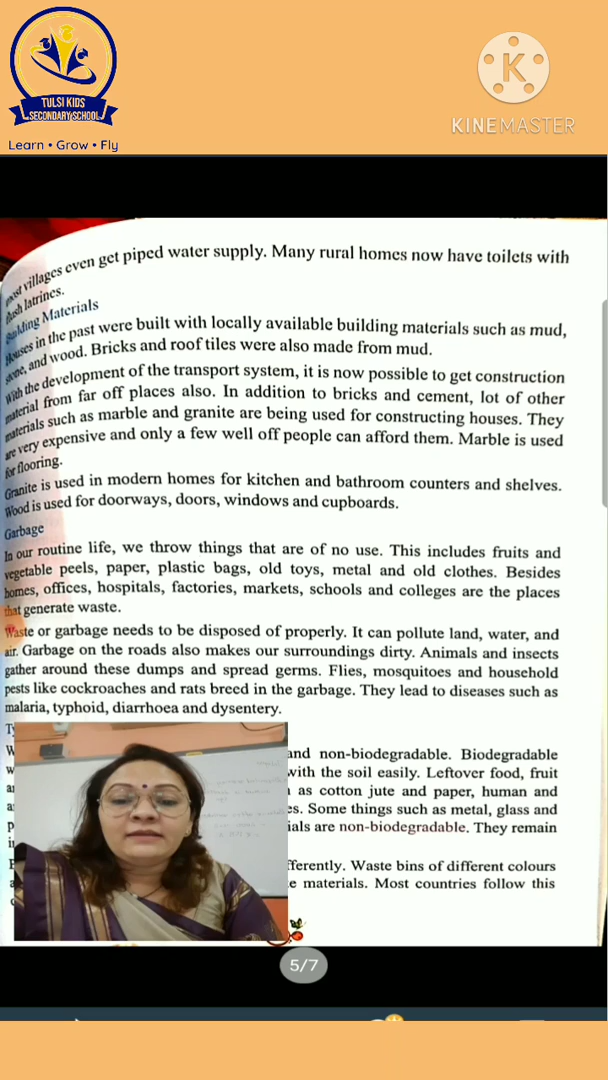 TULSI KIDS
SECONDARY SCHOOL
Learn • Grow • Fly
K
KINEMASTER
most villages even get piped water supply. Many rural homes now have toilets with
flush latrines.
Building Materials
Houses in the past were built with locally available building materials such as mud,
stone, and wood. Bricks and roof tiles were also made from mud.
With the development of the transport system, it is now possible to get construction
material from far off places also. In addition to bricks and cement, lot of other
materials such as marble and granite are being used for constructing houses. They
are very expensive and only a few well off people can afford them. Marble is used
for flooring.
Granite is used in modern homes for kitchen and bathroom counters and shelves.
Wood is used for doorways, doors, windows and cupboards.
Garbage
In our routine life, we throw things that are of no use. This includes fruits and
vegetable peels, paper, plastic bags, old toys, metal and old clothes. Besides
homes, offices, hospitals, factories, markets, schools and colleges are the places
that generate waste.
Waste or garbage needs to be disposed of properly. It can pollute land, water, and
air. Garbage on the roads also makes our surroundings dirty. Animals and insects
gather around these dumps and spread germs. Flies, mosquitoes and household
pests like cockroaches and rats breed in the garbage. They lead to diseases such as
malaria, typhoid, diarrhoea and dysentery.
and non-biodegradable. Biodegradable
with the soil easily. Leftover food, fruit
as cotton jute and paper, human and
es. Some things such as metal, glass and
ials are non-biodegradable. They remain
fferently. Waste bins of different colours
materials. Most countries follow this
5/7